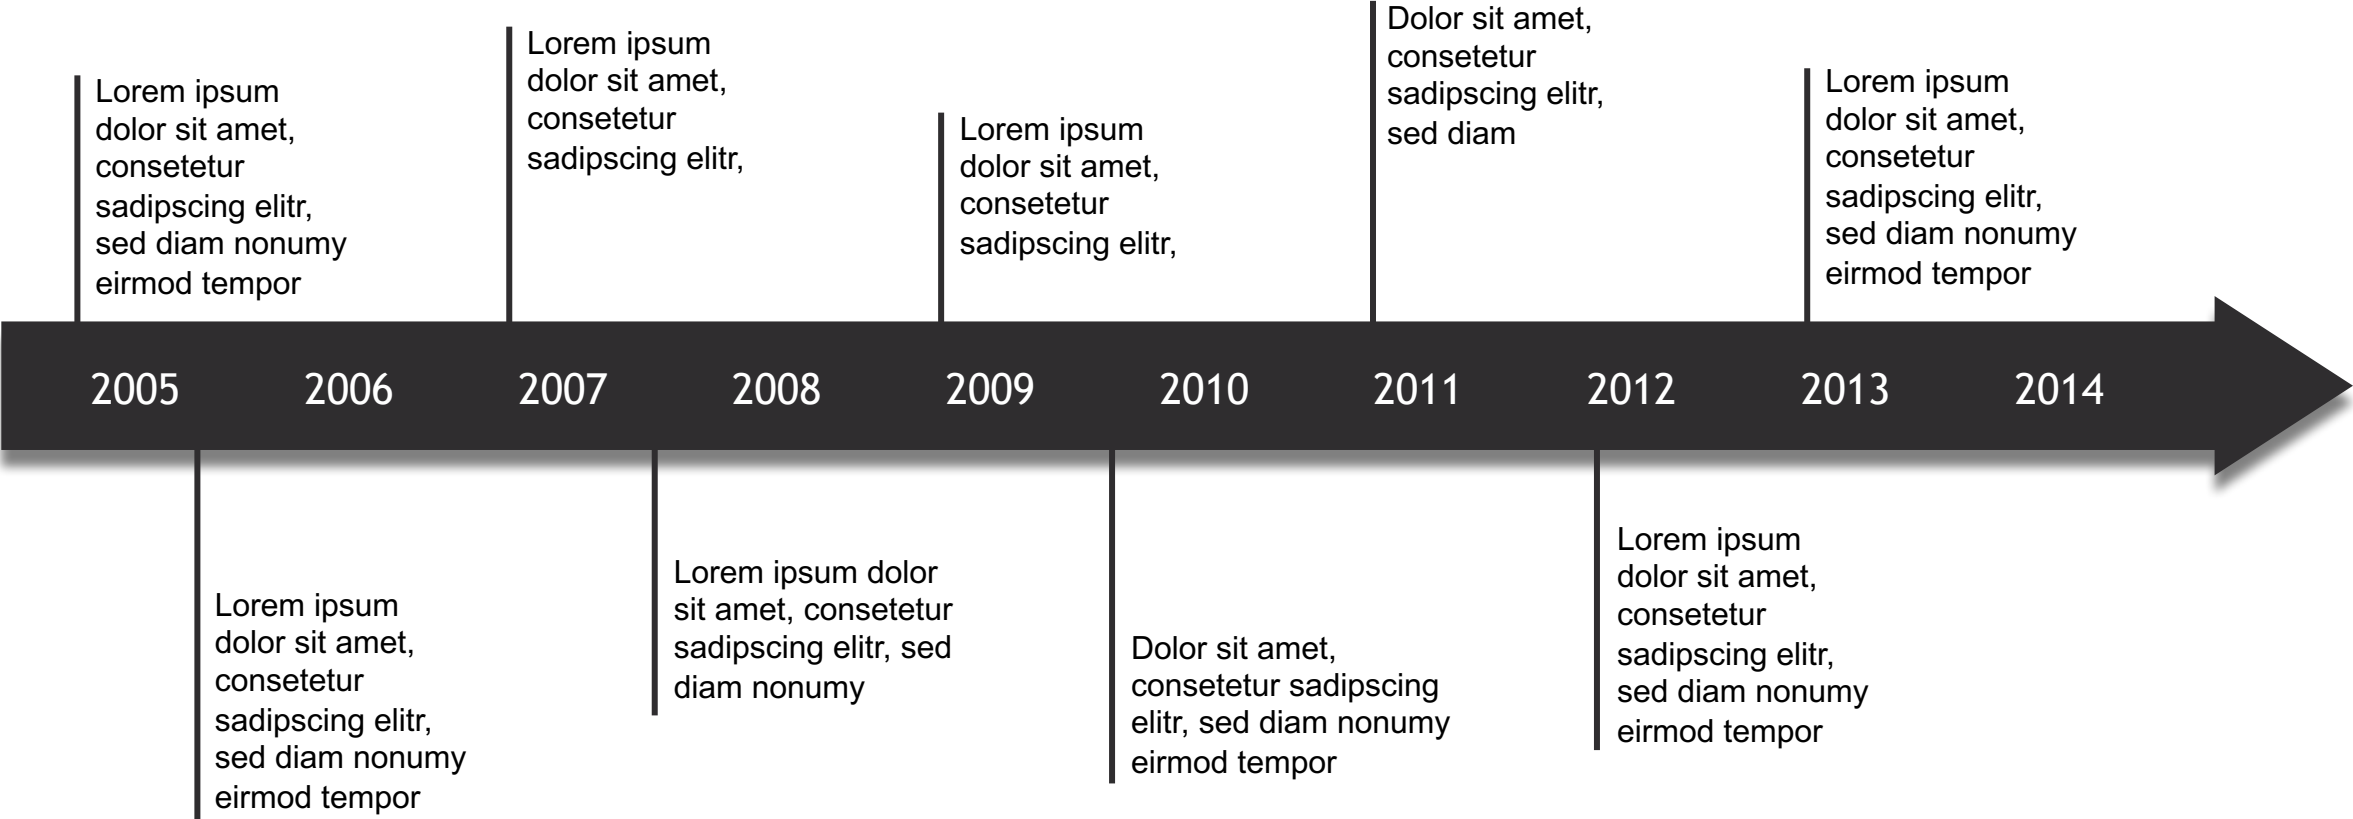 Lorem ipsum
dolor sit amet,
consetetur
sadipscing elitr,
sed diam nonumy
eirmod tempor
Lorem ipsum
dolor sit amet,
consetetur
sadipscing elitr,
Lorem ipsum
dolor sit amet,
consetetur
sadipscing elitr,
Dolor sit amet,
consetetur
sadipscing elitr,
sed diam
Lorem ipsum
dolor sit amet,
consetetur
sadipscing elitr,
sed diam nonumy
eirmod tempor
2005 2006 2007 2008 2009 2010 2011 2012 2013 2014
Lorem ipsum
dolor sit amet,
consetetur
sadipscing elitr,
sed diam nonumy
eirmod tempor
Lorem ipsum dolor
sit amet, consetetur
sadipscing elitr, sed
diam nonumy
Dolor sit amet,
consetetur sadipscing
elitr, sed diam nonumy
eirmod tempor
Lorem ipsum
dolor sit amet,
consetetur
sadipscing elitr,
sed diam nonumy
eirmod tempor